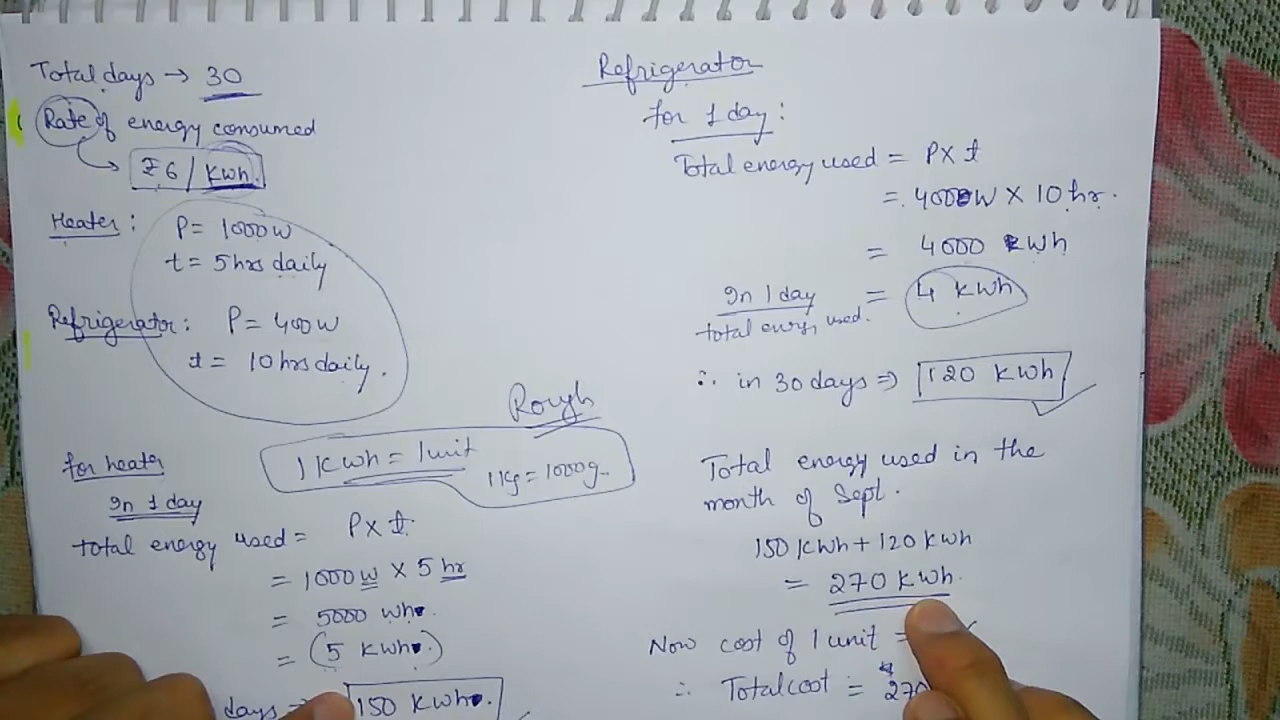 Total days → 30
Rate of energy consumed
₹6 / kwh.
Heater: P = 1000 W
t = 5 hrs daily
Refrigerator: P = 400 W
t = 10 hrs daily.
Rough
1 Kwh = 1 unit
1 Kg = 1000 g
for heater
In 1 day
total energy used = P x t
= 1000 w x 5 hr
= 5000 wh.
= (5 Kwh.)
days ⇒ 150 Kwh.
Refrigerator
for 1 day:
Total energy used = P x t
= 400 W x 10 hr.
= 4000 wh
In 1 day = 4 Kwh
total energy used.
∴ in 30 days ⇒ 120 Kwh
Total energy used in the
month of Sept.
150 Kwh + 120 Kwh
= 270 Kwh.
Now cost of 1 unit =
∴ Total cost = 270